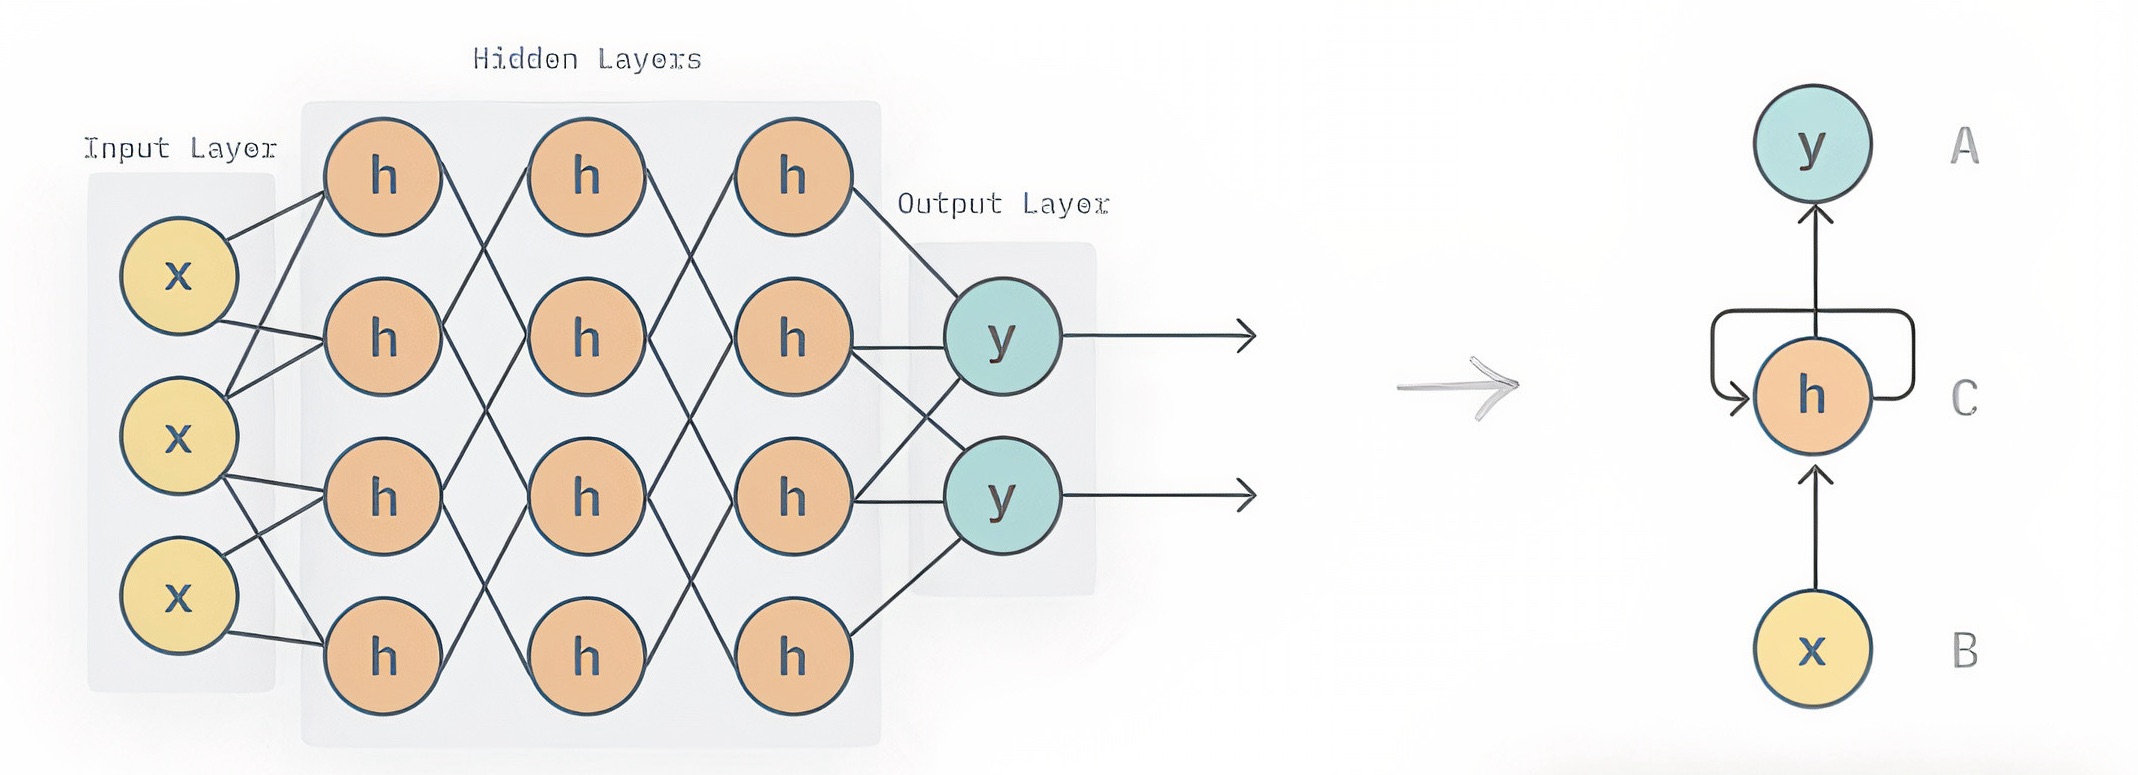 Hidden Layers
Input Layer
h h h
Output Layer
x
h h h y
x
h h h y
x
h h h
y A
h C
x B